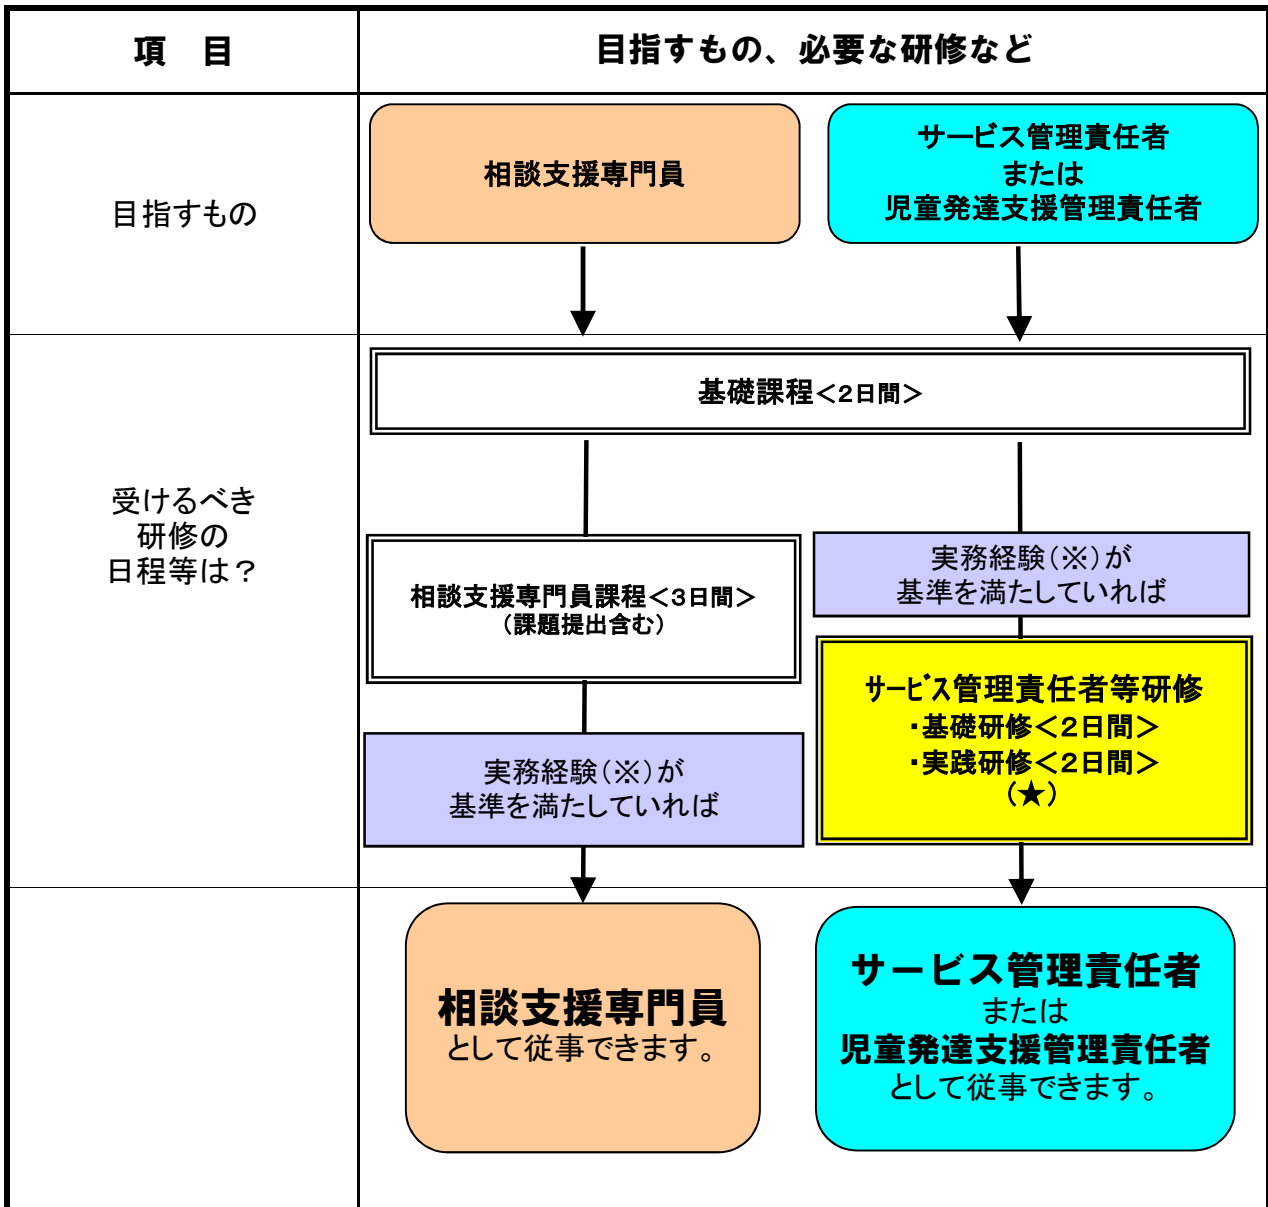 項　目
目指すもの、必要な研修など
目指すもの
相談支援専門員
サービス管理責任者
または
児童発達支援管理責任者
受けるべき
研修の
日程等は？
基礎課程＜2日間＞
相談支援専門員課程＜3日間＞
（課題提出含む）
実務経験（※）が
基準を満たしていれば
実務経験（※）が
基準を満たしていれば
ｻｰﾋﾞｽ管理責任者等研修
・基礎研修＜2日間＞
・実践研修＜2日間＞
（★）
相談支援専門員
として従事できます。
サービス管理責任者
または
児童発達支援管理責任者
として従事できます。